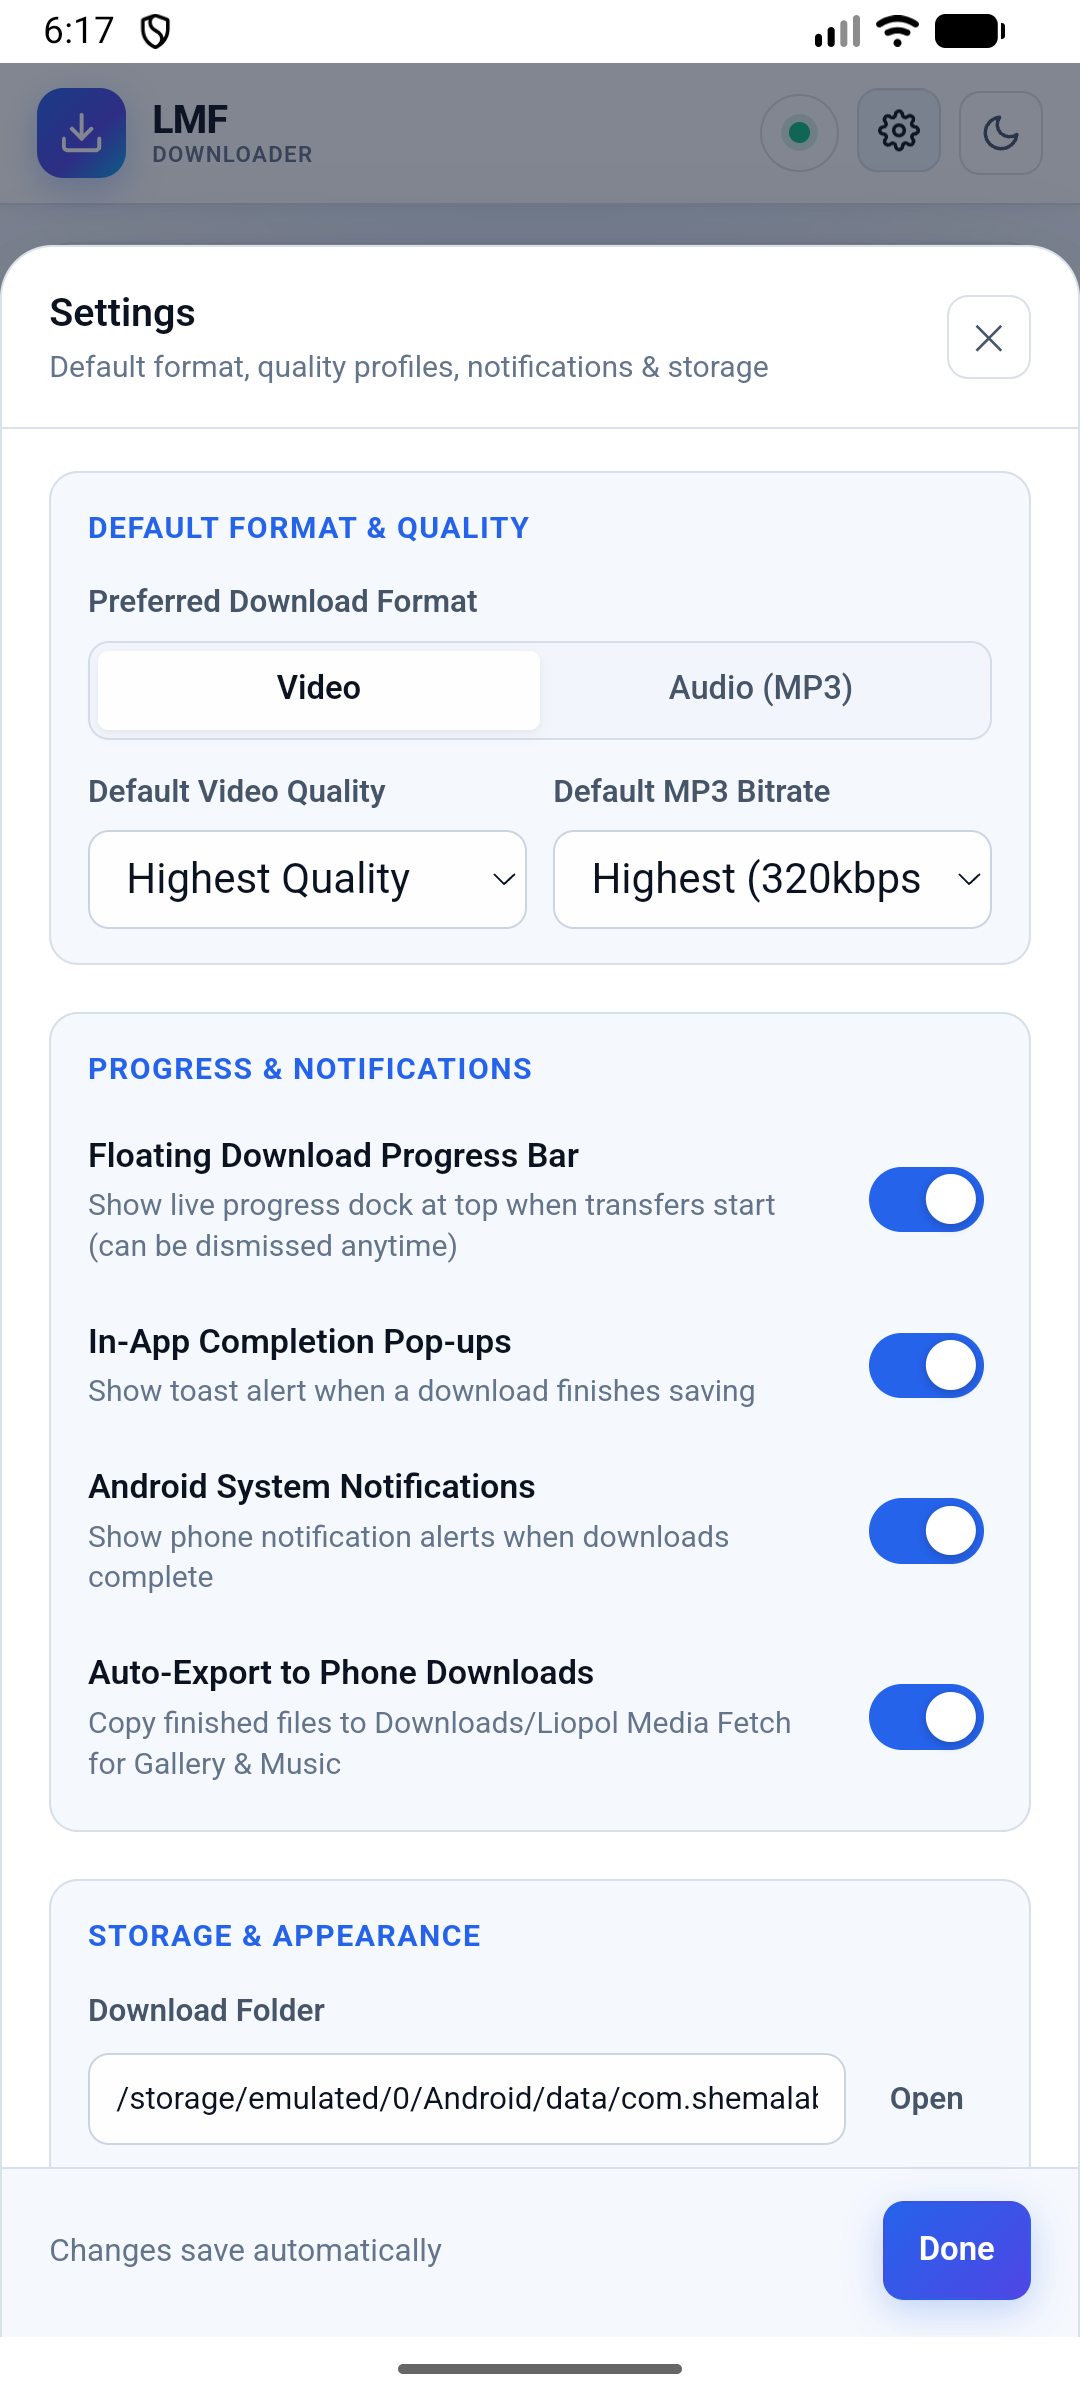 6:17
LMF
DOWNLOADER
Settings
Default format, quality profiles, notifications & storage
DEFAULT FORMAT & QUALITY
Preferred Download Format
Video
Audio (MP3)
Default Video Quality
Default MP3 Bitrate
Highest Quality
Highest (320kbps
PROGRESS & NOTIFICATIONS
Floating Download Progress Bar
Show live progress dock at top when transfers start
(can be dismissed anytime)
In-App Completion Pop-ups
Show toast alert when a download finishes saving
Android System Notifications
Show phone notification alerts when downloads
complete
Auto-Export to Phone Downloads
Copy finished files to Downloads/Liopol Media Fetch
for Gallery & Music
STORAGE & APPEARANCE
Download Folder
/storage/emulated/0/Android/data/com.shemalab
Open
Changes save automatically
Done